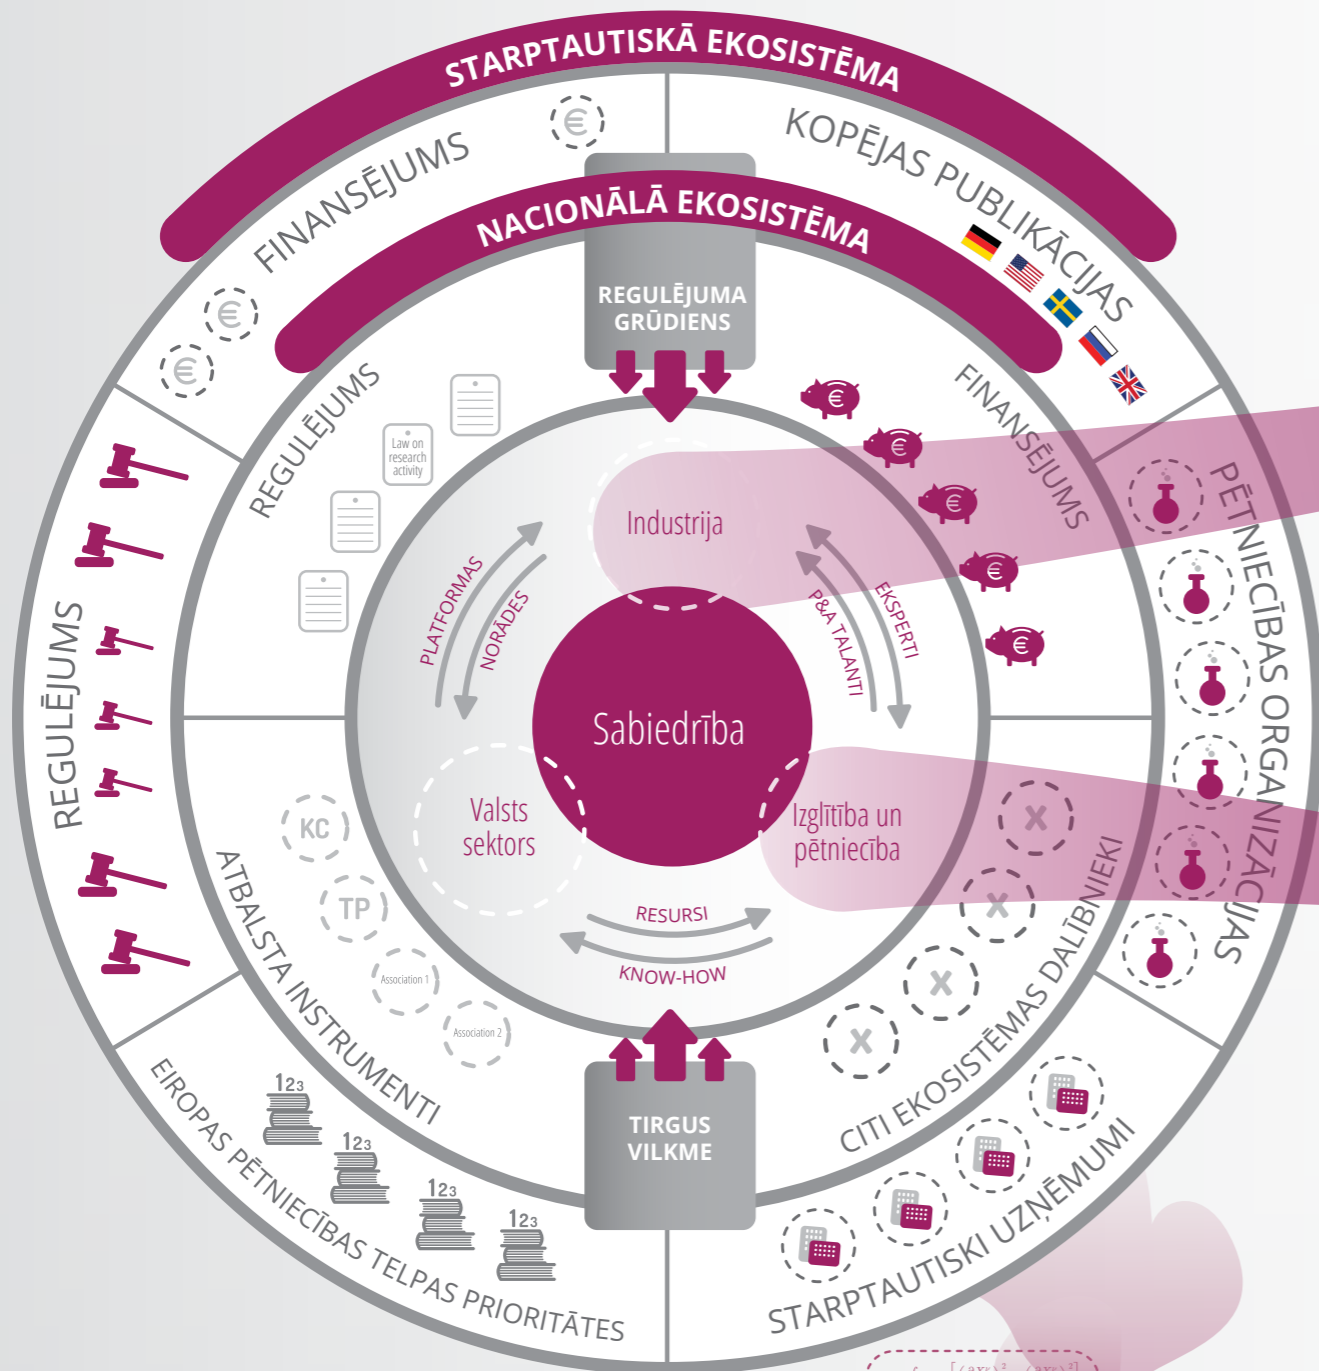 STARPTAUTISKĀ EKOSISTĒMA
FINANSĒJUMS
KOPĒJAS PUBLIKĀCIJAS
NACIONĀLĀ EKOSISTĒMA
REGULĒJUMA
GRŪDIENS
REGULĒJUMS
Law on
research
activity
FINANSĒJUMS
PĒTNIECĪBAS ORGANIZĀCIJAS
REGULĒJUMS
Industrija
PLATFORMAS
NORĀDES
EKSPERTI
P&A TALANTI
Sabiedrība
Valsts
sektors
Izglītība un
pētniecība
RESURSI
KNOW-HOW
KC
TP
Association 1
Association 2
X
X
X
X
ATBALSTA INSTRUMENTI
CITI EKOSISTĒMAS DALĪBNIEKI
TIRGUS
VILKME
123
123
123
123
EIROPAS PĒTNIECĪBAS TELPAS PRIORITĀTES
STARPTAUTISKI UZŅĒMUMI